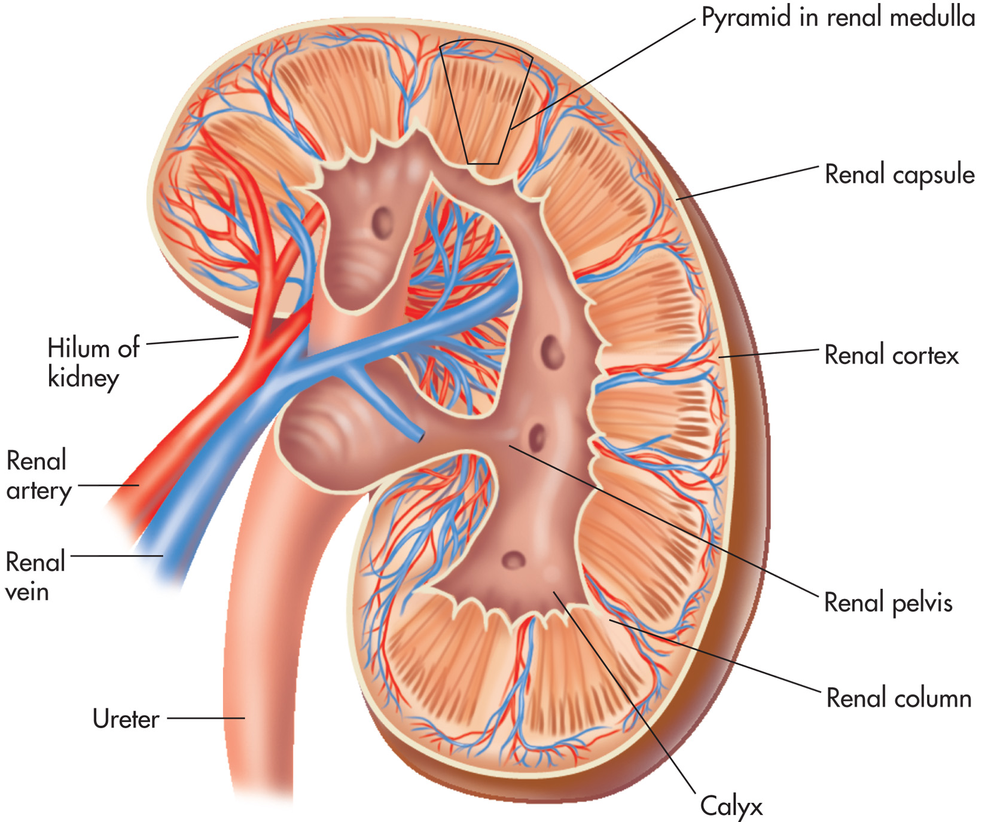 Pyramid in renal medulla
Renal capsule
Hilum of
kidney
Renal cortex
Renal
artery
Renal
vein
Renal pelvis
Renal column
Ureter
Calyx